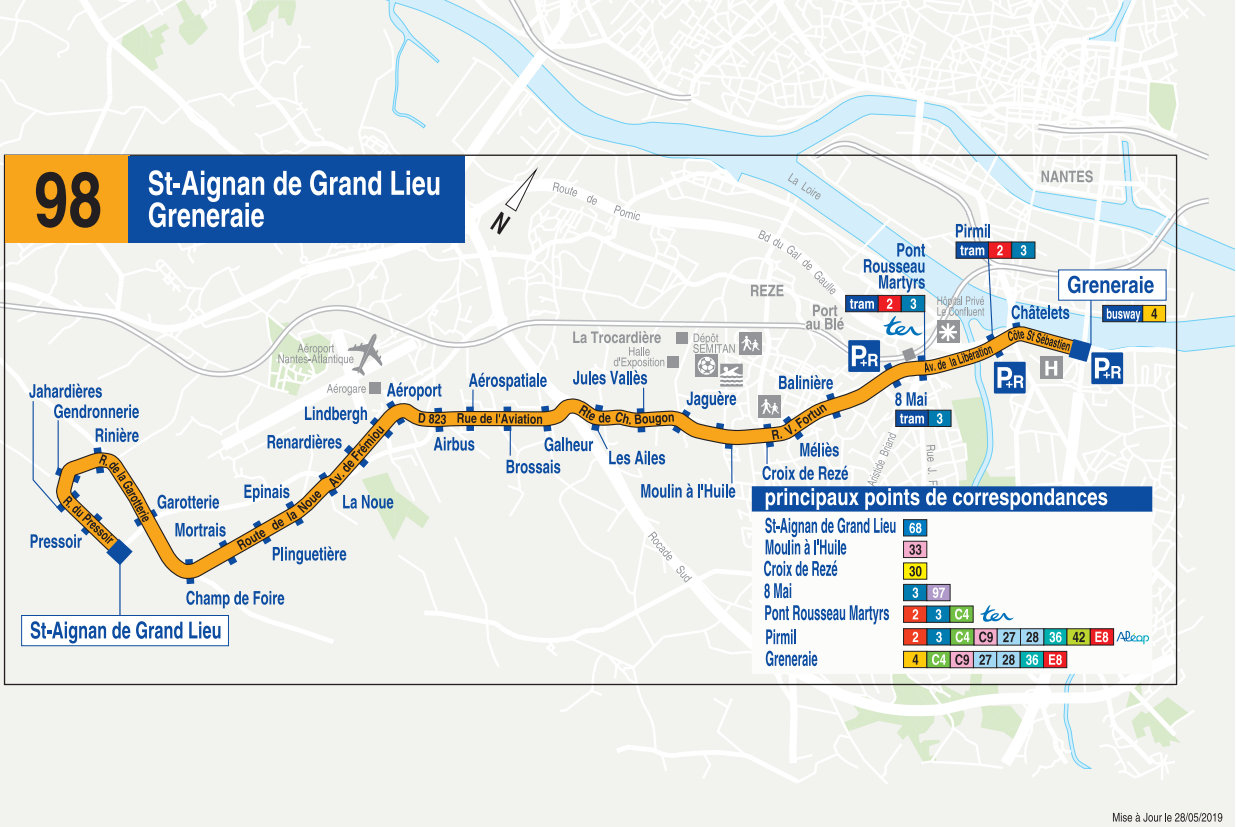 98
St-Aignan de Grand Lieu
Greneraie
N
Route de Pornic
La Loire
NANTES
Bd du Gal de Gaulle
REZE
Port
au Blé
Pont
Rousseau
Martyrs
tram 2 3
ter
P+R
Pirmil
tram 2 3
Hôpital Privé
Le Confluent
Châtelets
Greneraie
busway 4
Côte St Sébastien
Av. de la Libération
P+R
H
P+R
8 Mai
tram 3
Aristide Briand
Rue J. F
La Trocardière
Halle
d'Exposition
Dépôt
SEMITAN
Aéroport
Nantes-Atlantique
Aérogare
Jahardières
Gendronnerie
Rinière
Lindbergh
Renardières
Aéroport
Aérospatiale
Jules Vallès
Jaguère
Balinière
D 823 Rue de l'Aviation
Rte de Ch. Bougon
R. V. Fortun
Airbus
Brossais
Galheur
Les Ailes
Moulin à l'Huile
Croix de Rezé
Méliès
Av. de Frémiou
La Noue
Epinais
Route de la Noue
Plinguetière
Mortrais
Garotterie
R. de la Garotterie
R. du Pressoir
Pressoir
Champ de Foire
St-Aignan de Grand Lieu
Rocade Sud
principaux points de correspondances
St-Aignan de Grand Lieu 68
Moulin à l'Huile 33
Croix de Rezé 30
8 Mai 3 97
Pont Rousseau Martyrs 2 3 C4 ter
Pirmil 2 3 C4 C9 27 28 36 42 E8 Aléop
Greneraie 4 C4 C9 27 28 36 E8
Mise à Jour le 28/05/2019